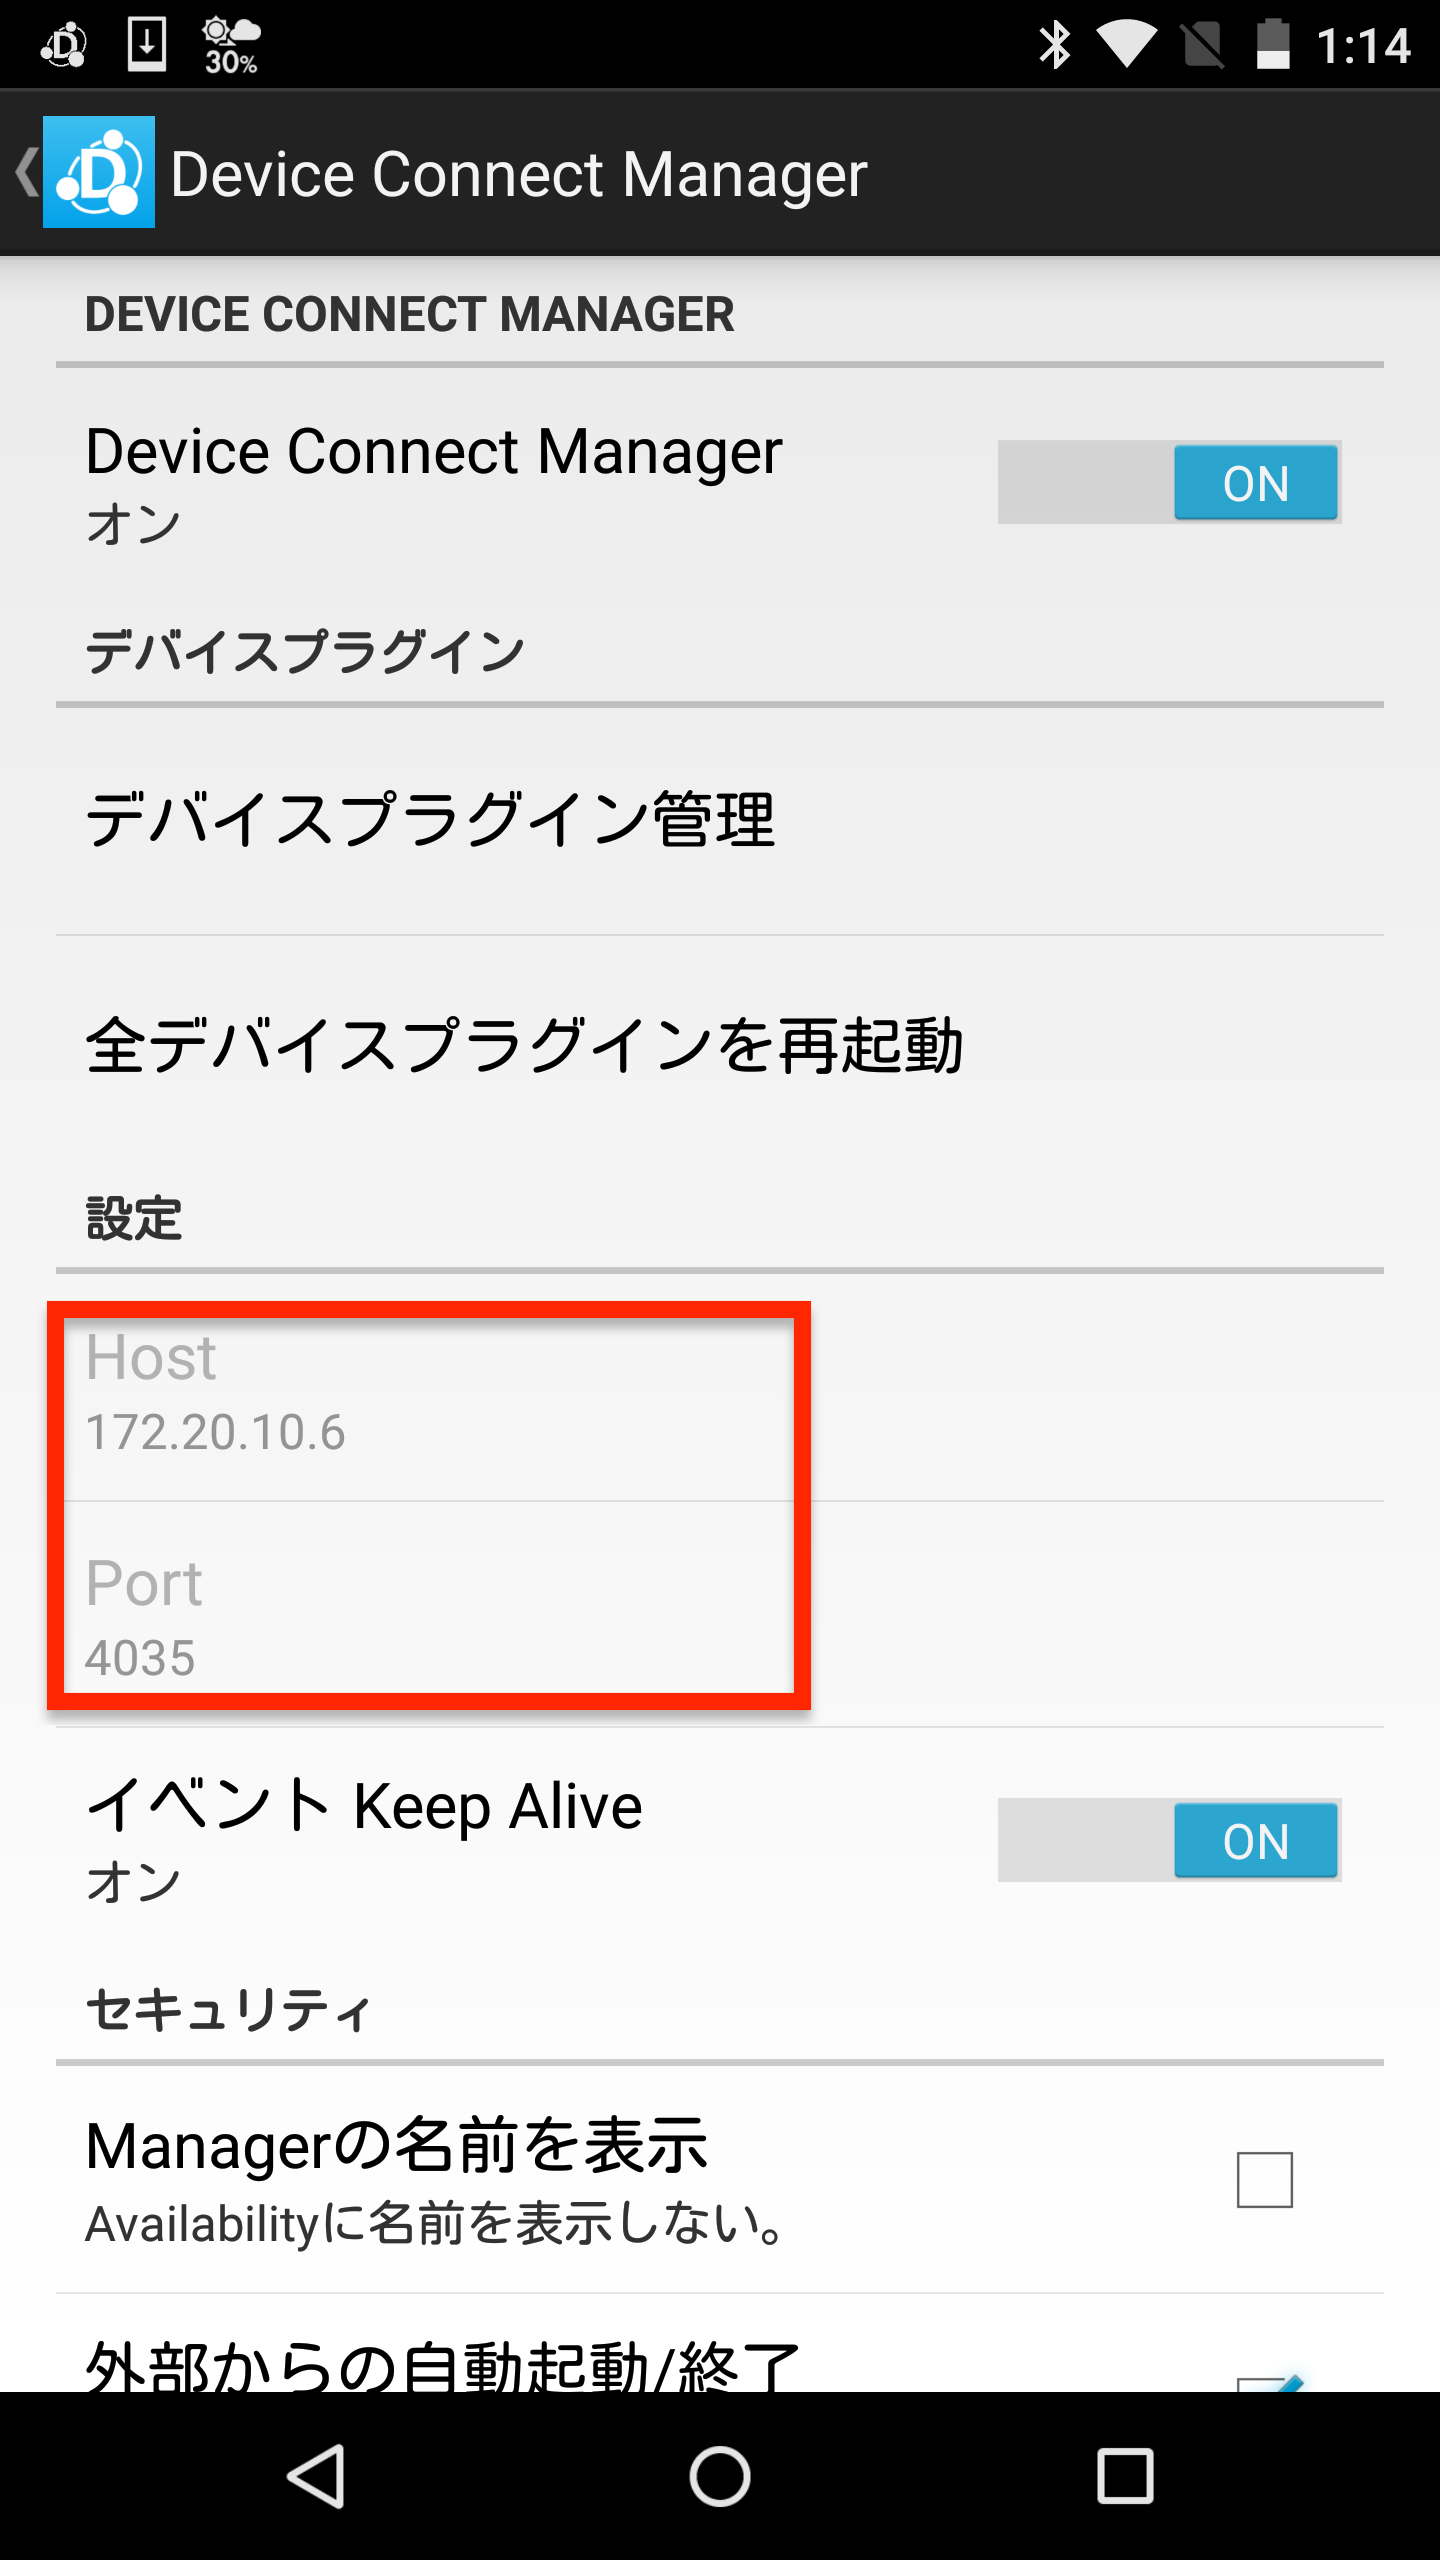 30%
1:14
D
Device Connect Manager
DEVICE CONNECT MANAGER
Device Connect Manager
オン
ON
デバイスプラグイン
デバイスプラグイン管理
全デバイスプラグインを再起動
設定
Host
172.20.10.6
Port
4035
イベント Keep Alive
オン
ON
セキュリティ
Managerの名前を表示
Availabilityに名前を表示しない。
外部からの自動起動/終了